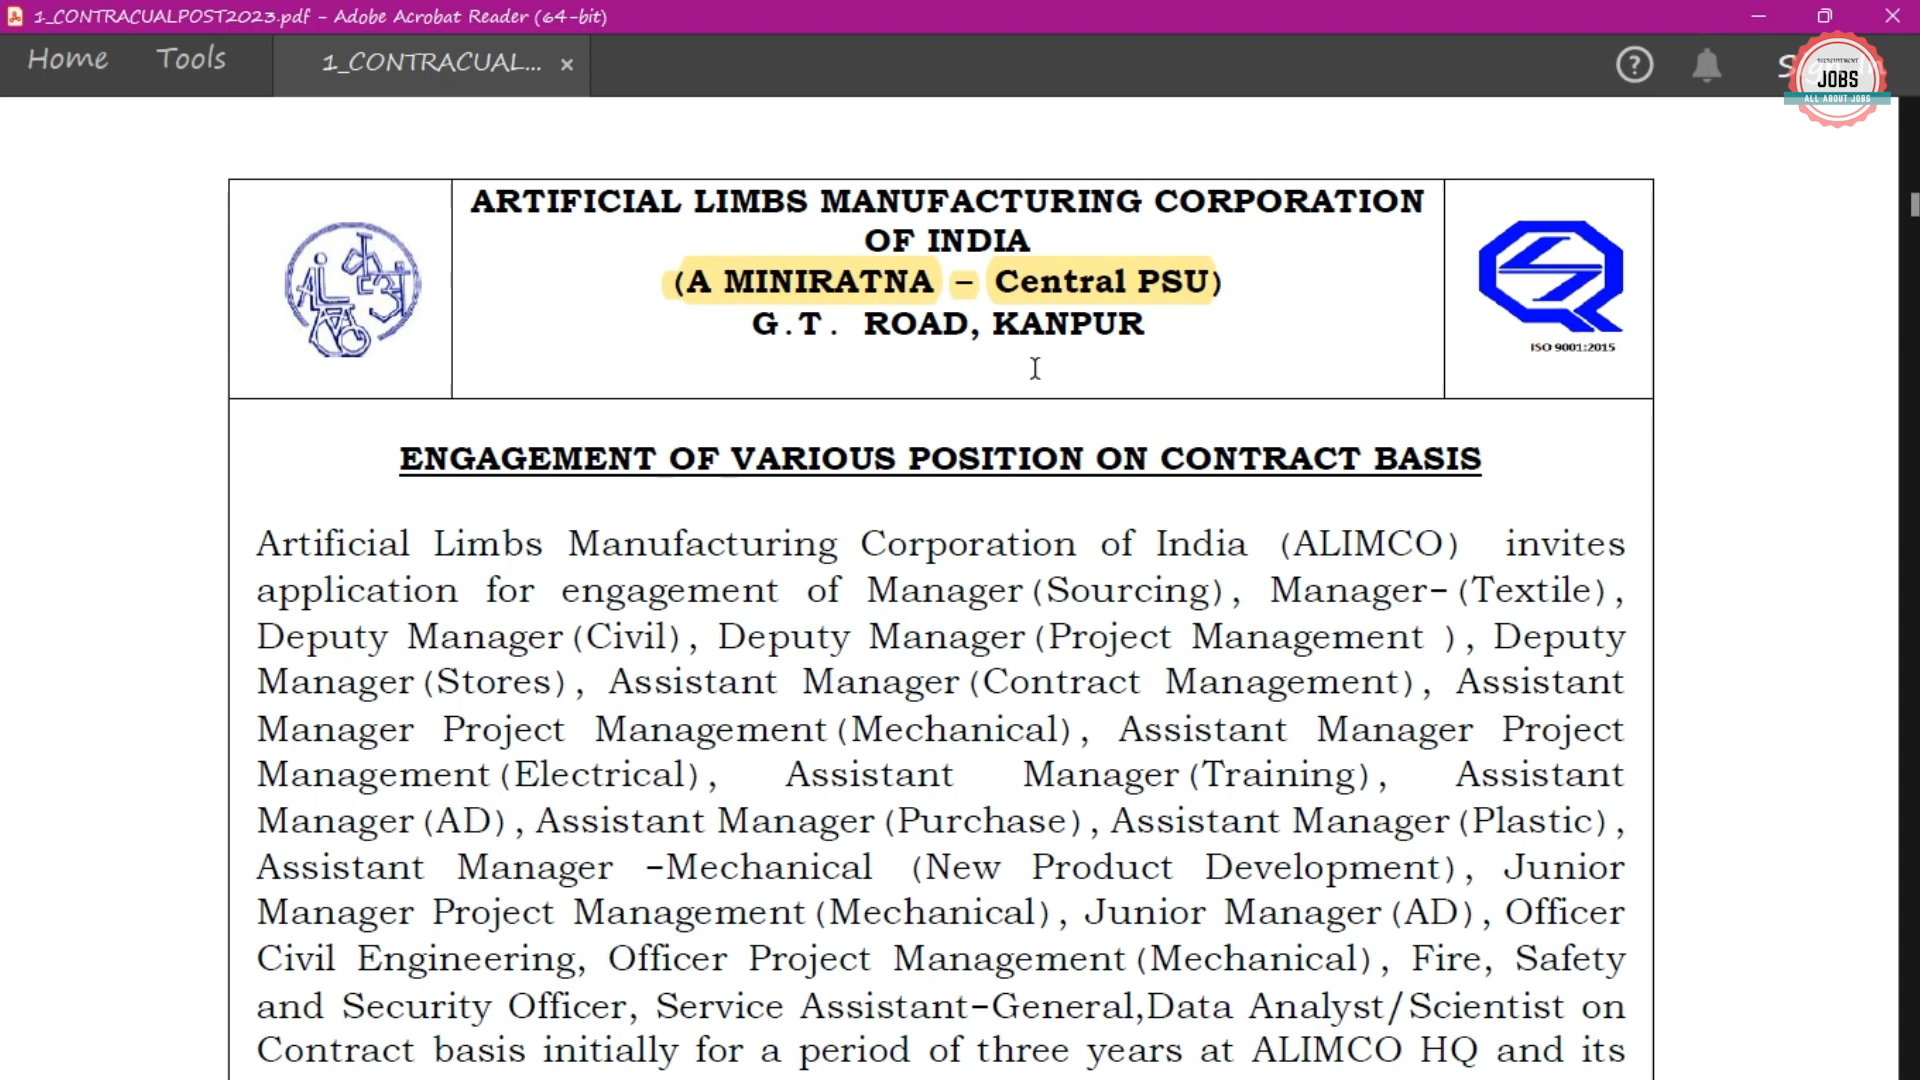 1_CONTRACUALPOST2023.pdf - Adobe Acrobat Reader (64-bit)
Home Tools 1_CONTRACUAL... ×
RECRUITMENT
JOBS
ALL ABOUT JOBS
ARTIFICIAL LIMBS MANUFACTURING CORPORATION
OF INDIA
(A MINIRATNA – Central PSU)
G.T. ROAD, KANPUR
ISO 9001:2015
ENGAGEMENT OF VARIOUS POSITION ON CONTRACT BASIS
Artificial Limbs Manufacturing Corporation of India (ALIMCO) invites
application for engagement of Manager(Sourcing), Manager-(Textile),
Deputy Manager(Civil), Deputy Manager(Project Management ), Deputy
Manager(Stores), Assistant Manager(Contract Management), Assistant
Manager Project Management(Mechanical), Assistant Manager Project
Management(Electrical), Assistant Manager(Training), Assistant
Manager(AD), Assistant Manager(Purchase), Assistant Manager(Plastic),
Assistant Manager -Mechanical (New Product Development), Junior
Manager Project Management(Mechanical), Junior Manager(AD), Officer
Civil Engineering, Officer Project Management(Mechanical), Fire, Safety
and Security Officer, Service Assistant-General,Data Analyst/Scientist on
Contract basis initially for a period of three years at ALIMCO HQ and its